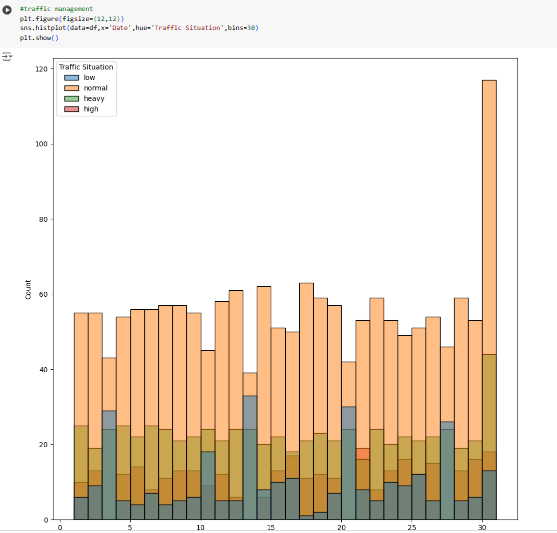 #traffic management
plt.figure(figsize=(12,12))
sns.histplot(data=df,x='Date',hue='Traffic Situation',bins=30)
plt.show()
Traffic Situation
low
normal
heavy
high
120
100
80
60
40
20
0
Count
0 5 10 15 20 25 30